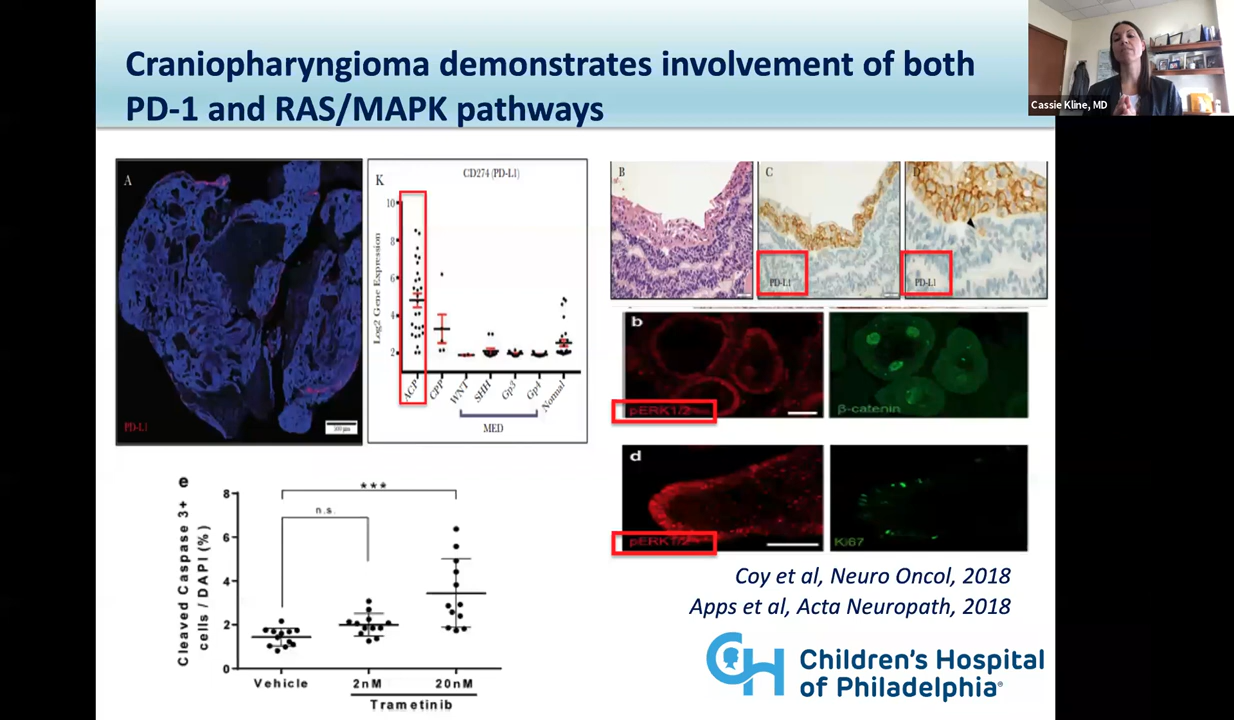 Craniopharyngioma demonstrates involvement of both
PD-1 and RAS/MAPK pathways
Cassie Kline, MD
A
PD-L1
K
CD274 (PD-L1)
Log2 Gene Expression
10
8
6
4
2
ACP
CPP
WNT
SHH
Gp3
Gp4
Normal
MED
B
C
PD-L1
D
PD-L1
b
pERK1/2
β-catenin
d
pERK1/2
Ki67
e
Cleaved Caspase 3+
cells / DAPI (%)
8
6
4
2
0
***
n.s.
Vehicle
2nM
20nM
Trametinib
Coy et al, Neuro Oncol, 2018
Apps et al, Acta Neuropath, 2018
CH
Children's Hospital
of Philadelphia®